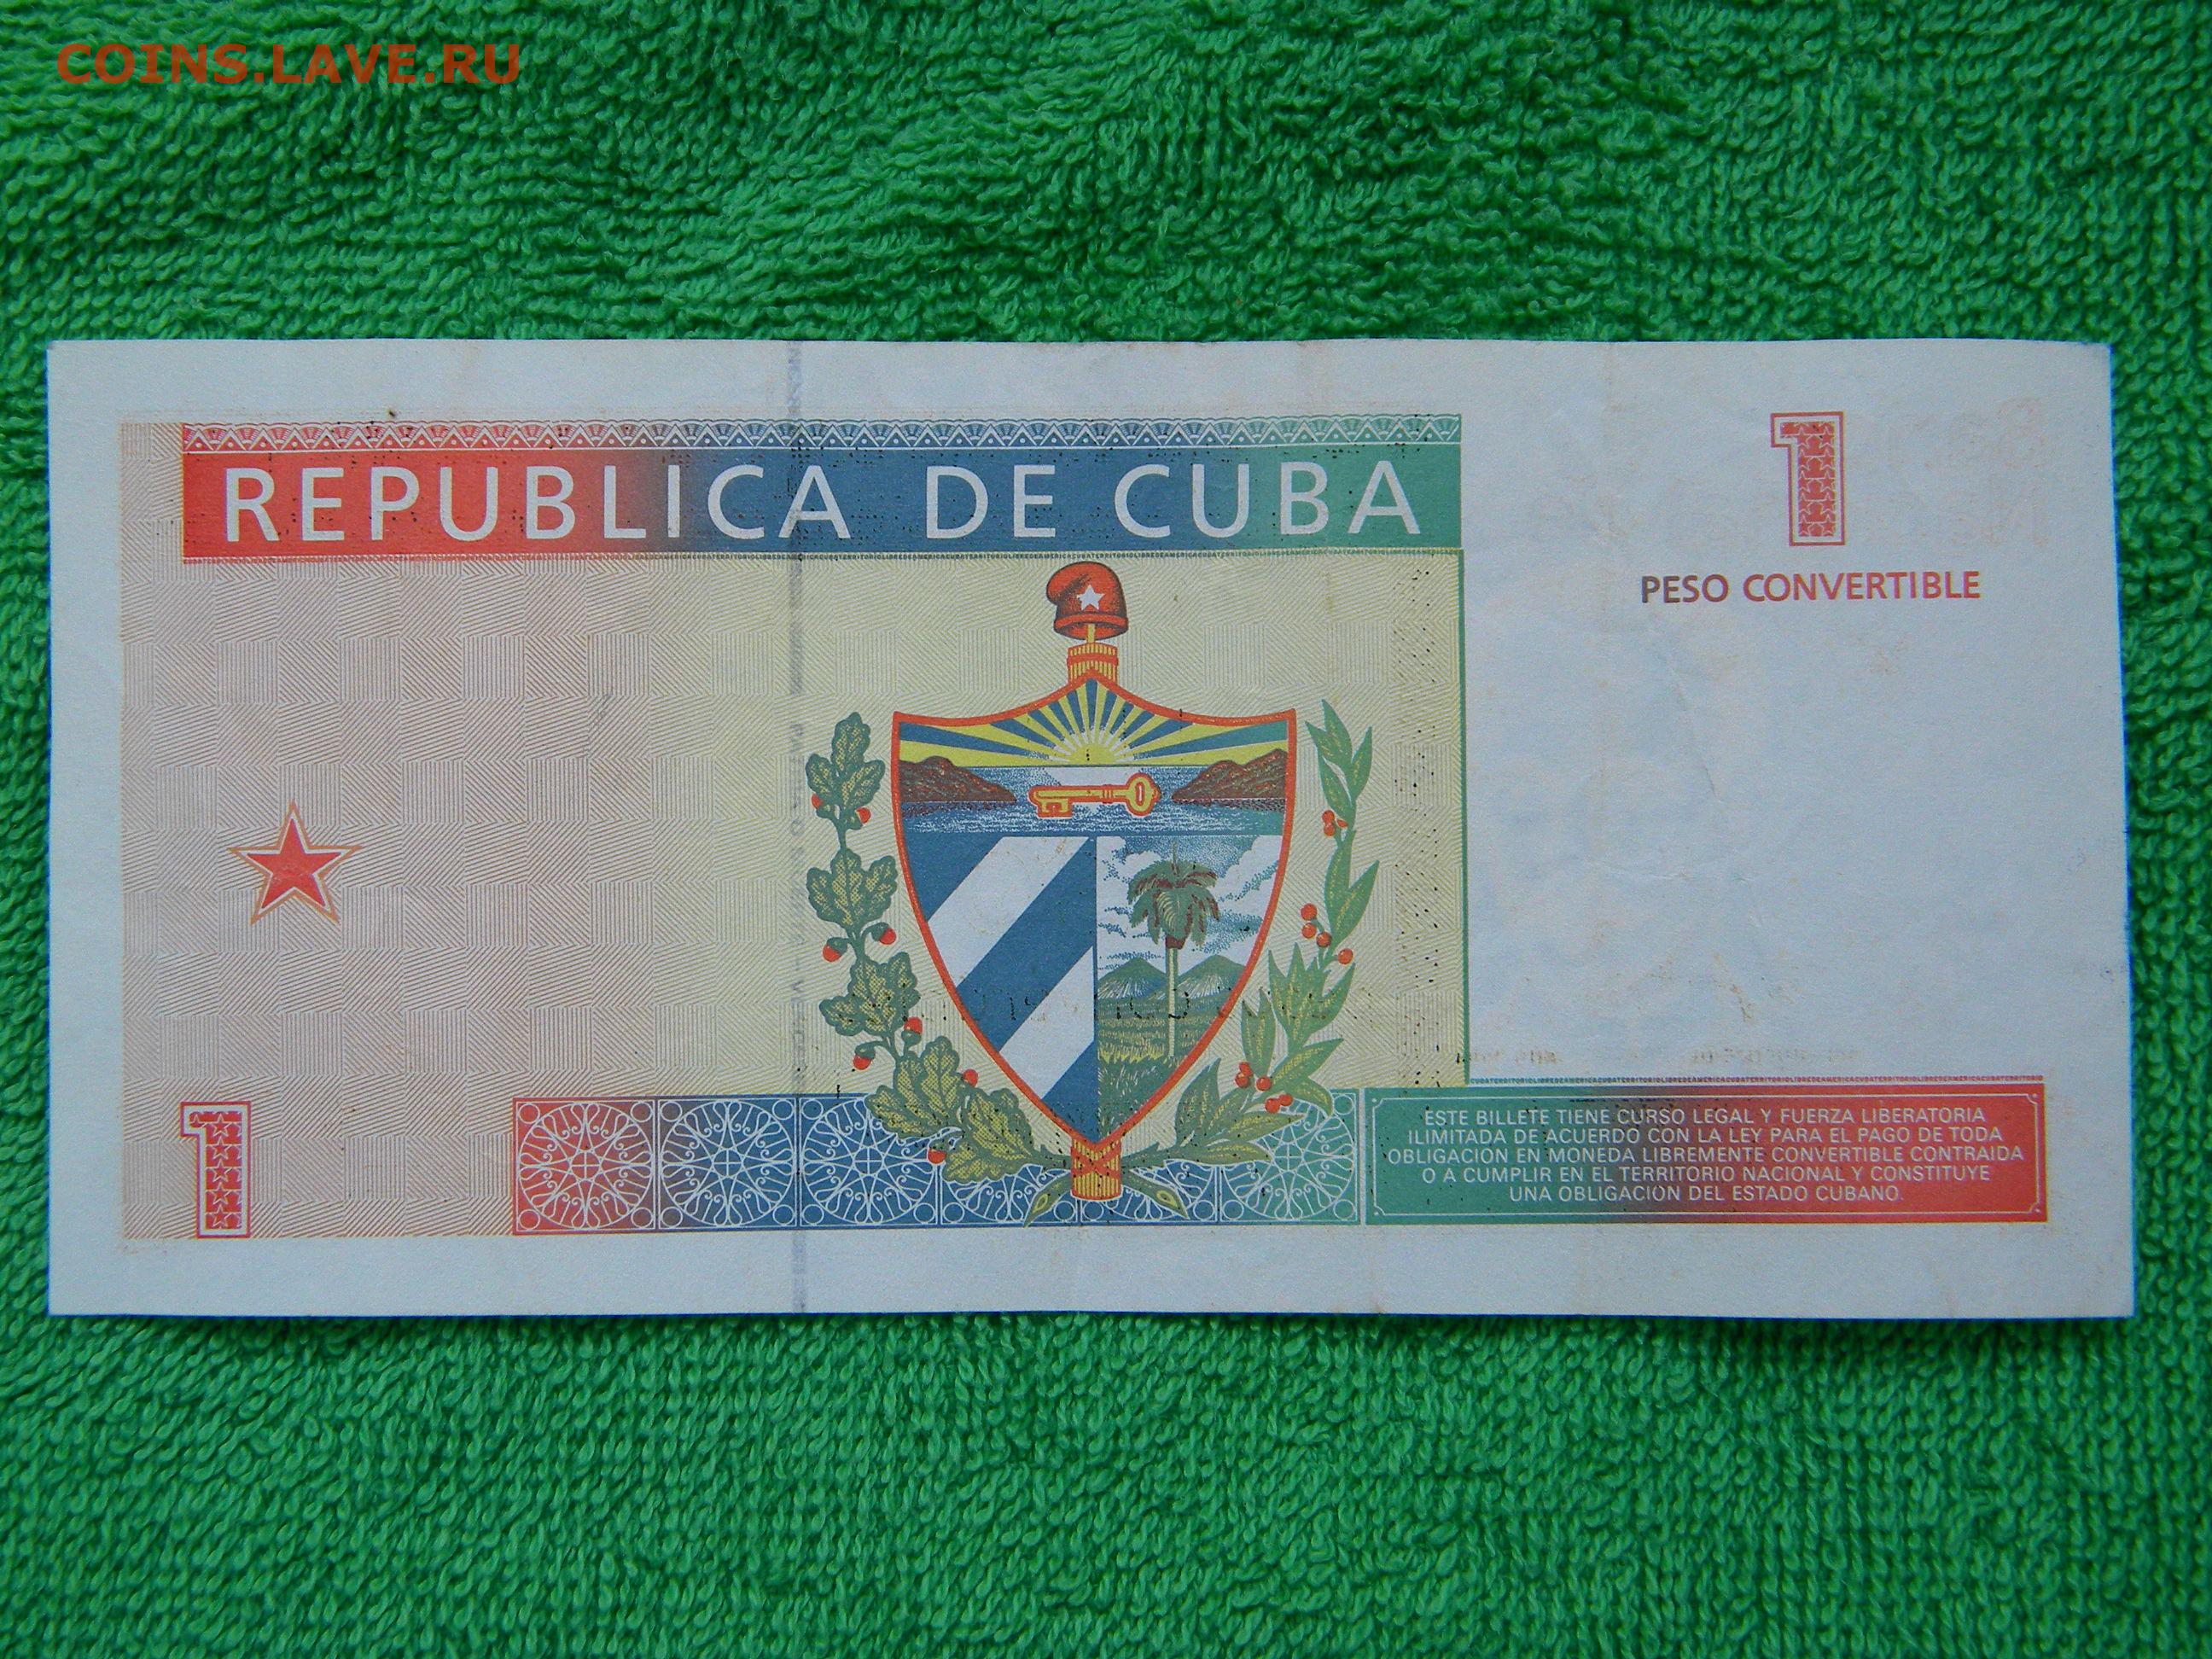 COINS.LAVE.RU
REPUBLICA DE CUBA
1
PESO CONVERTIBLE
1
ESTE BILLETE TIENE CURSO LEGAL Y FUERZA LIBERATORIA
ILIMITADA DE ACUERDO CON LA LEY PARA EL PAGO DE TODA
OBLIGACION EN MONEDA LIBREMENTE CONVERTIBLE CONTRAIDA
O A CUMPLIR EN EL TERRITORIO NACIONAL Y CONSTITUYE
UNA OBLIGACION DEL ESTADO CUBANO.